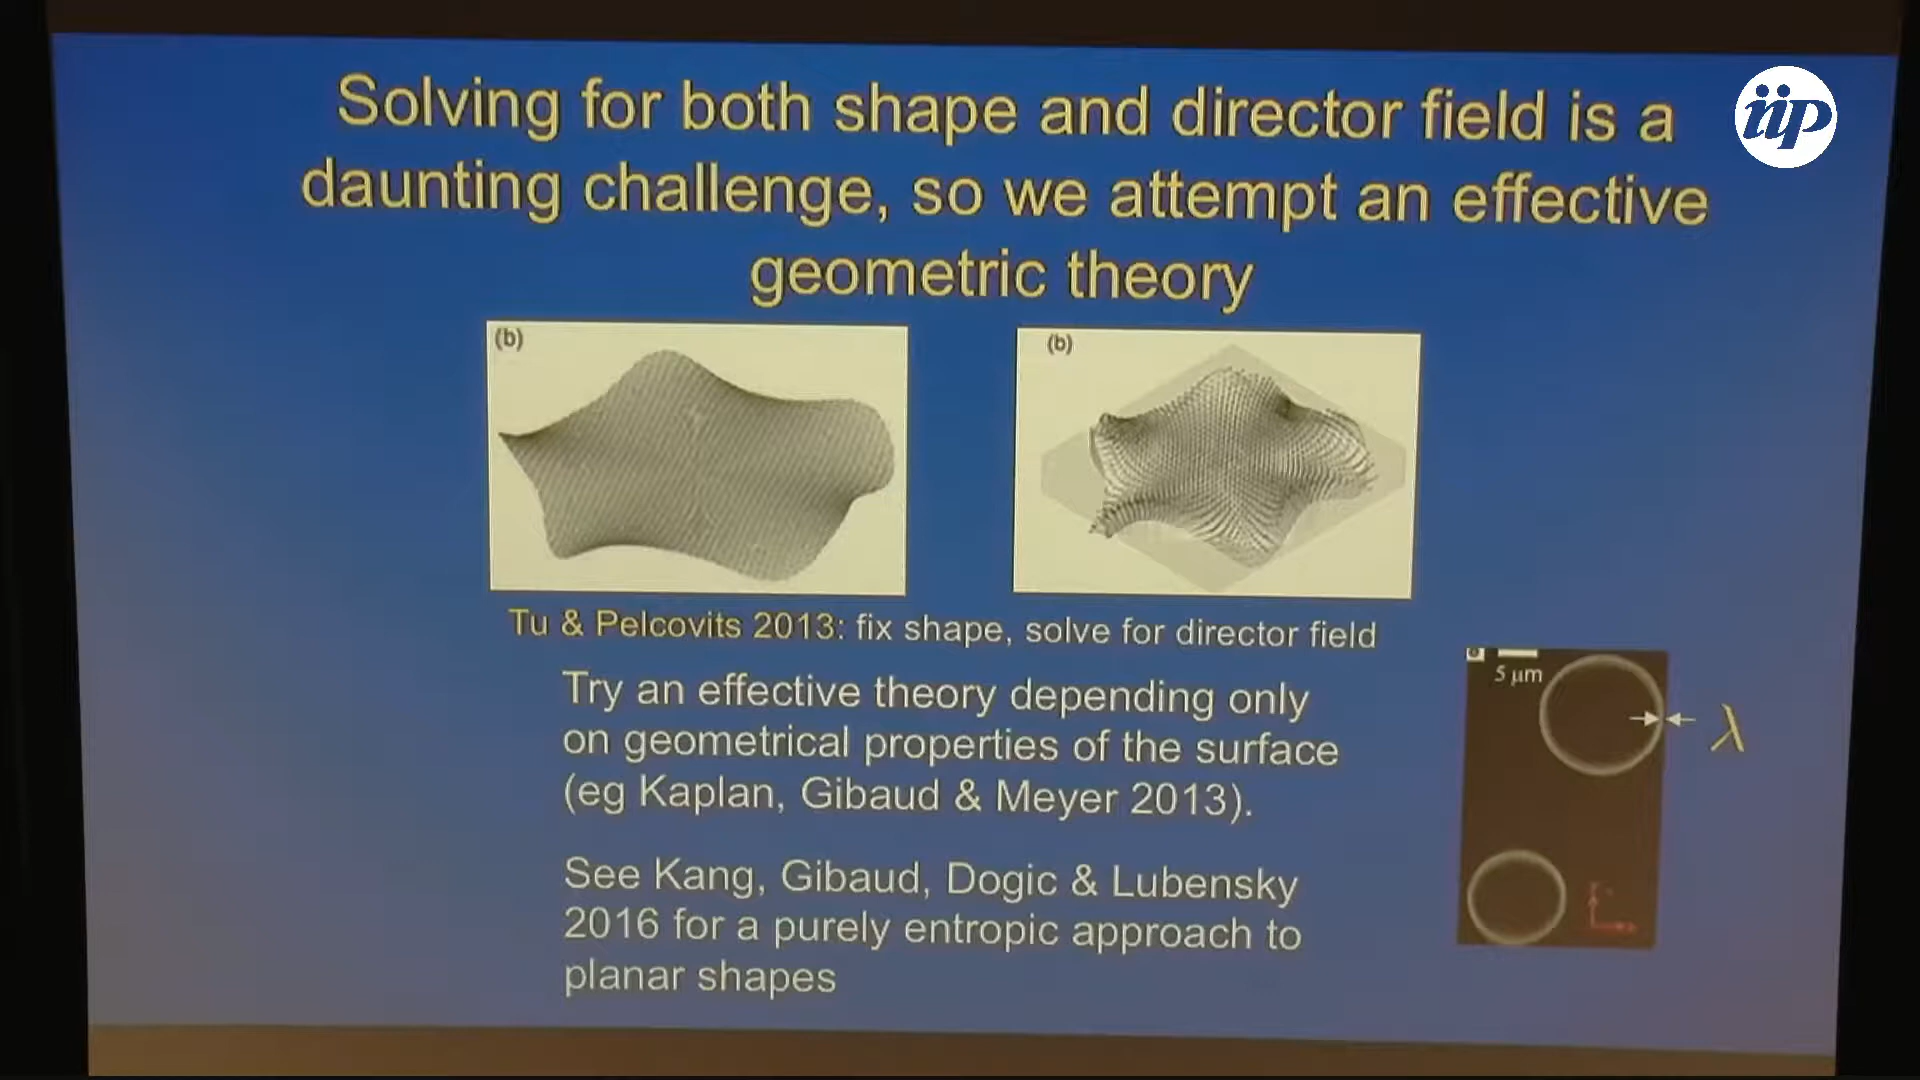 iip
Solving for both shape and director field is a
daunting challenge, so we attempt an effective
geometric theory
(b)
(b)
Tu & Pelcovits 2013: fix shape, solve for director field
Try an effective theory depending only
on geometrical properties of the surface
(eg Kaplan, Gibaud & Meyer 2013).
5 μm
λ
See Kang, Gibaud, Dogic & Lubensky
2016 for a purely entropic approach to
planar shapes